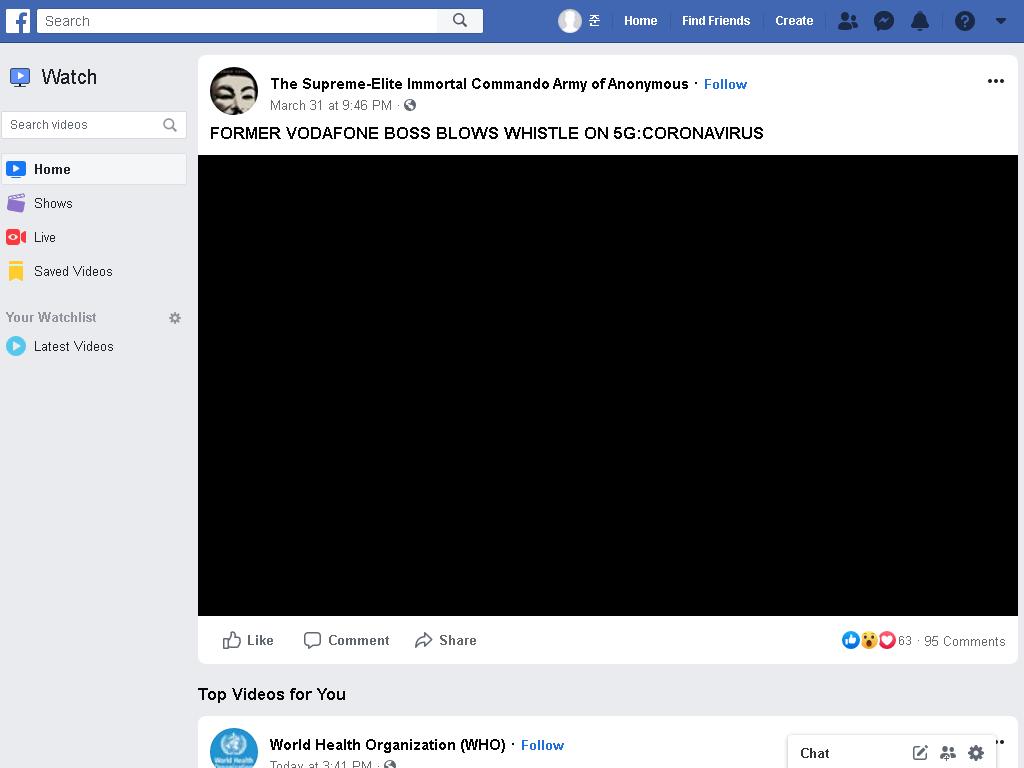 Search
준
Home
Find Friends
Create
Watch
Search videos
Home
Shows
Live
Saved Videos
Your Watchlist
Latest Videos
The Supreme-Elite Immortal Commando Army of Anonymous · Follow
March 31 at 9:46 PM ·
FORMER VODAFONE BOSS BLOWS WHISTLE ON 5G:CORONAVIRUS
Like
Comment
Share
63 · 95 Comments
Top Videos for You
World Health Organization (WHO) · Follow
Today at 3:41 PM ·
World Health
Organization
Chat